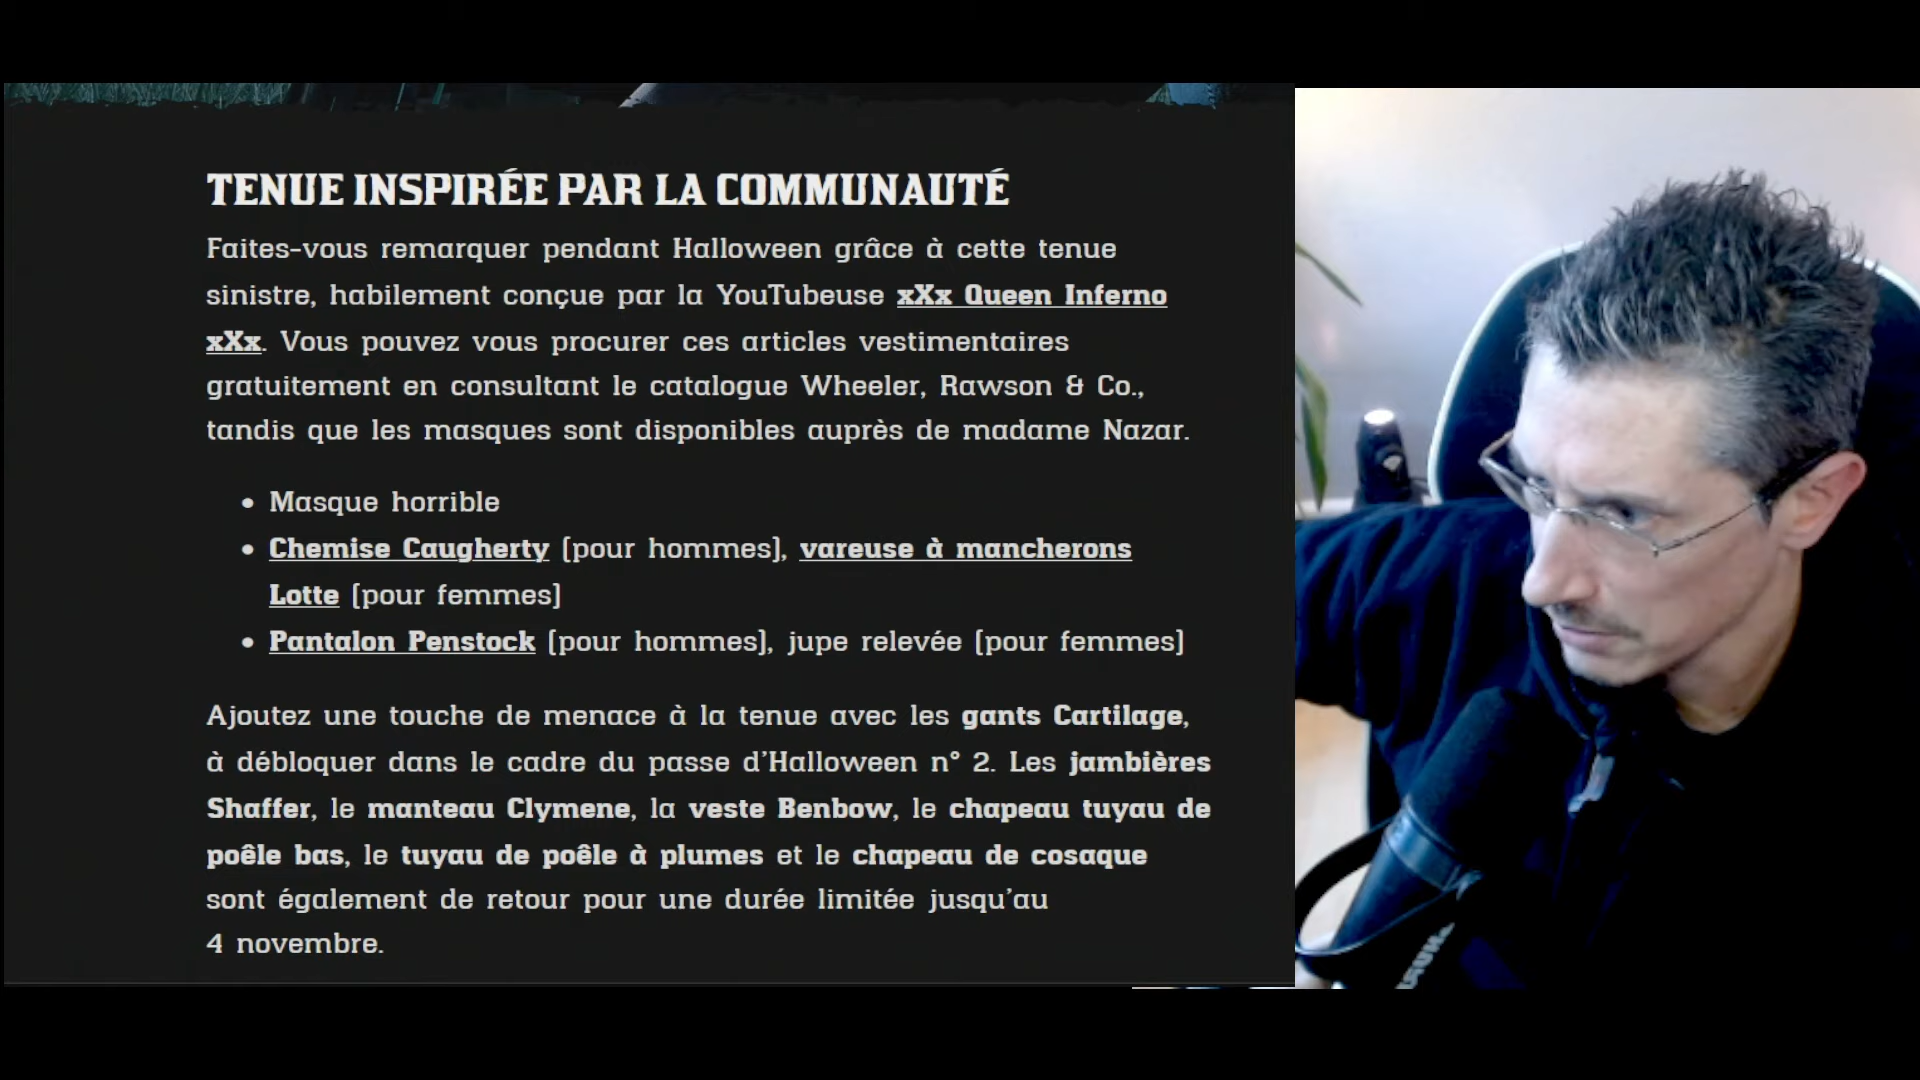 TENUE INSPIRÉE PAR LA COMMUNAUTÉ
Faites-vous remarquer pendant Halloween grâce à cette tenue
sinistre, habilement conçue par la YouTubeuse xXx Queen Inferno
xXx. Vous pouvez vous procurer ces articles vestimentaires
gratuitement en consultant le catalogue Wheeler, Rawson & Co.,
tandis que les masques sont disponibles auprès de madame Nazar.
• Masque horrible
• Chemise Caugherty (pour hommes), vareuse à mancherons
Lotte (pour femmes)
• Pantalon Penstock (pour hommes), jupe relevée (pour femmes)
Ajoutez une touche de menace à la tenue avec les gants Cartilage,
à débloquer dans le cadre du passe d'Halloween n° 2. Les jambières
Shaffer, le manteau Clymene, la veste Benbow, le chapeau tuyau de
poêle bas, le tuyau de poêle à plumes et le chapeau de cosaque
sont également de retour pour une durée limitée jusqu'au
4 novembre.